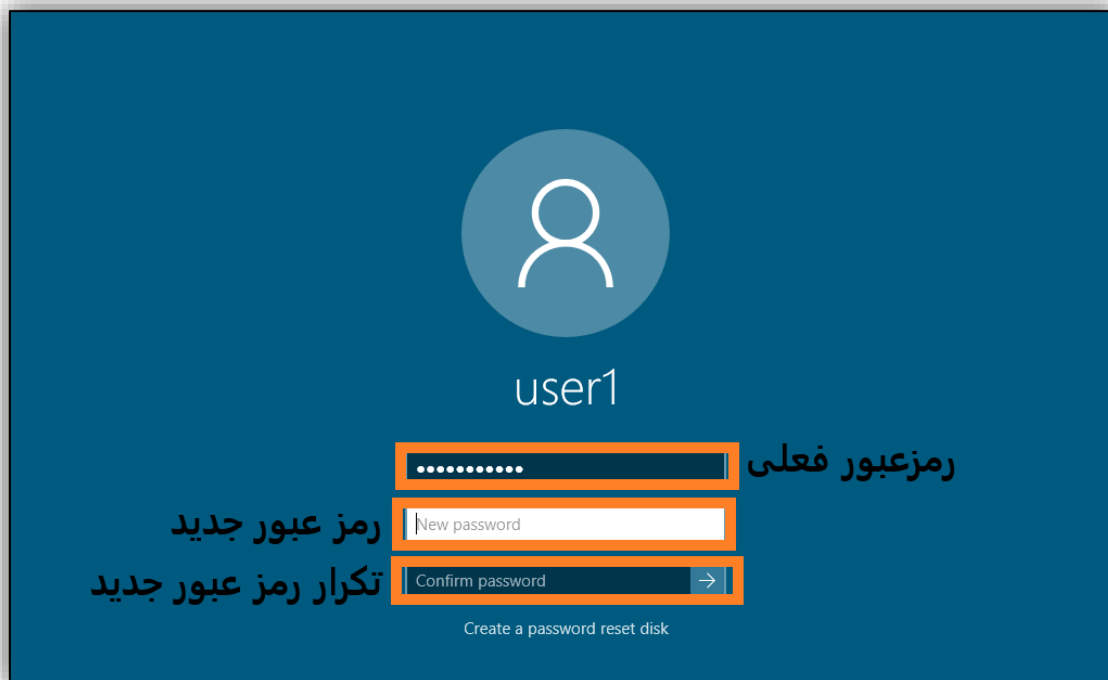 user1
••••••••••• رمزعبور فعلی
رمز عبور جدید New password
تکرار رمز عبور جدید Confirm password
Create a password reset disk